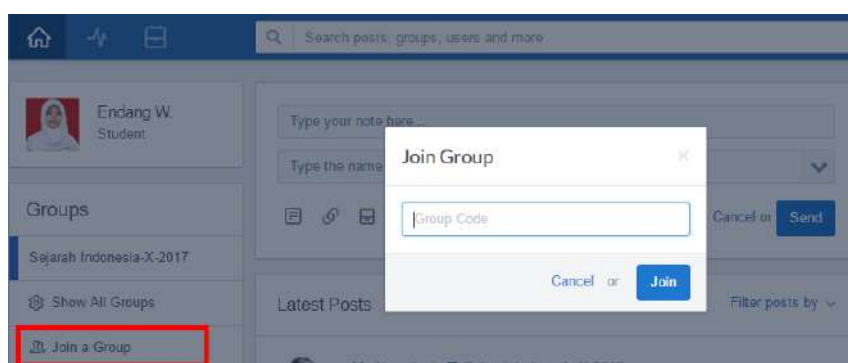 Search posts, groups, users and more
Endang W.
Student
Type your note here...
Type the name
Join Group
Group Code
Groups
Cancel or Send
Sejarah Indonesia-X-2017
Cancel or Join
Show All Groups
Latest Posts
Filter posts by
Join a Group